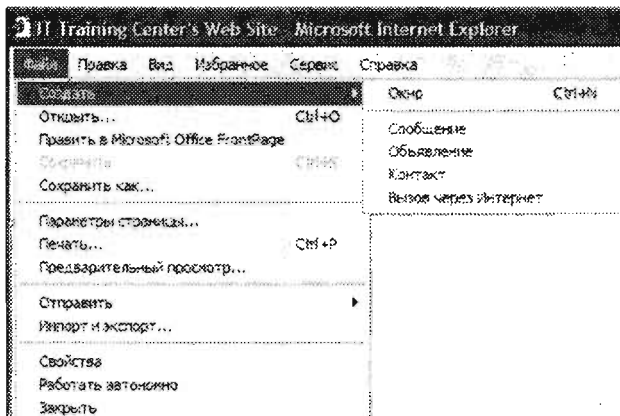 IT Training Center's Web Site - Microsoft Internet Explorer
Файл Правка Вид Избранное Сервис Справка
Создать
Окно Ctrl+N
Сообщение
Объявление
Контакт
Вызов через Интернет
Открыть... Ctrl+O
Править в Microsoft Office FrontPage
Сохранить Ctrl+S
Сохранить как...
Параметры страницы...
Печать... Ctrl+P
Предварительный просмотр...
Отправить
Импорт и экспорт...
Свойства
Работать автономно
Закрыть